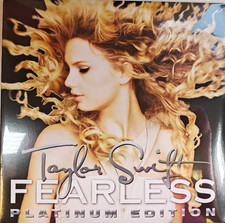 Taylor Swift
FEARLESS
PLATINUM EDITION